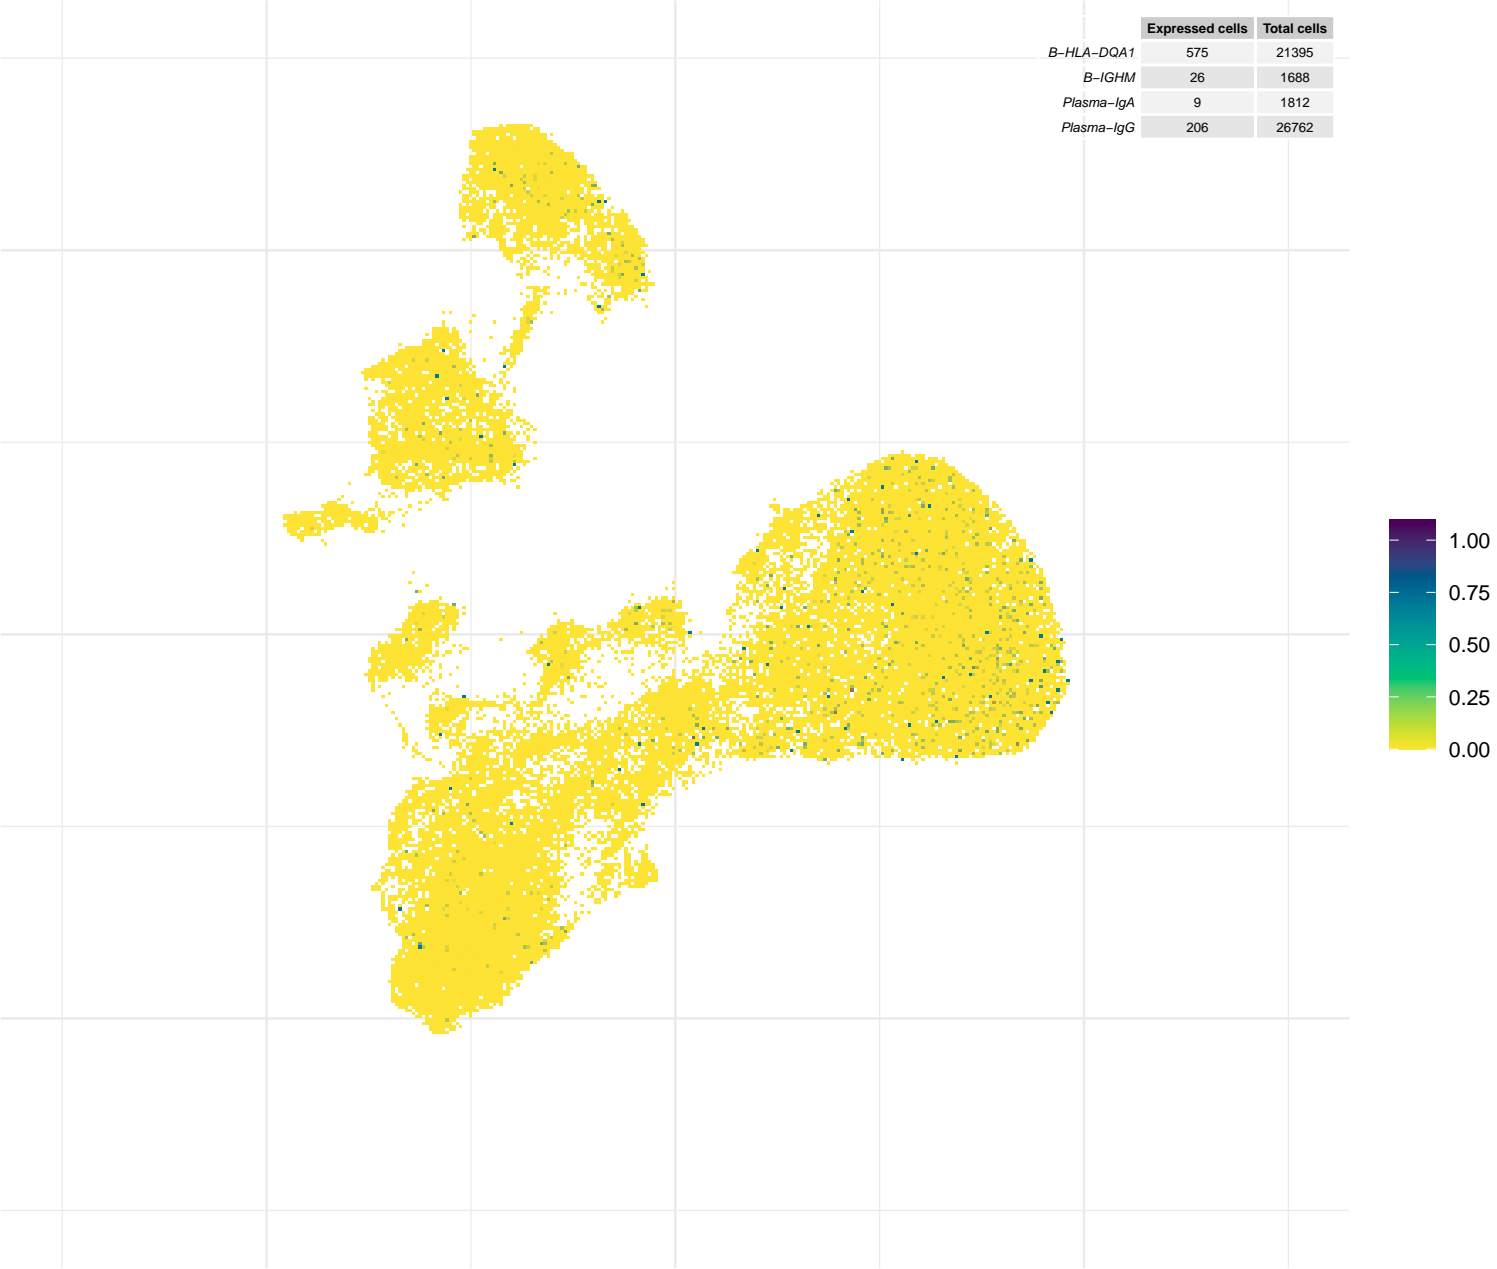 Expressed cells Total cells
B−HLA−DQA1 575 21395
B−IGHM 26 1688
Plasma−IgA 9 1812
Plasma−IgG 206 26762
1.00
0.75
0.50
0.25
0.00